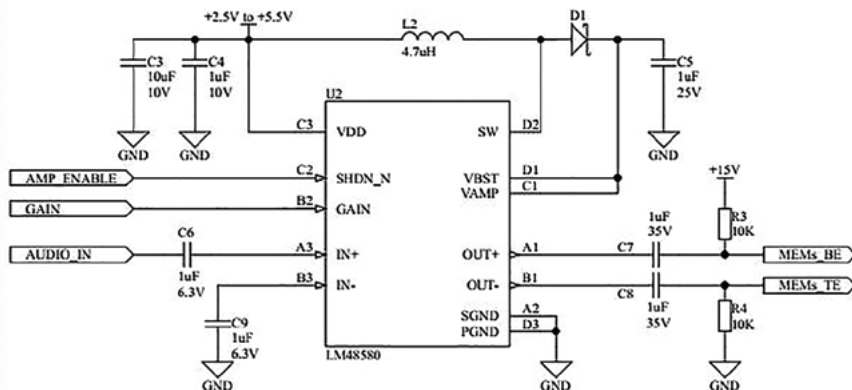 +2.5V to +5.5V
L2
4.7uH
D1
C3
10uF
10V
C4
1uF
10V
C5
1uF
25V
GND
GND
GND
U2
C3
VDD
SW
D2
AMP_ENABLE
C2
SHDN_N
VBST
D1
VAMP
C1
GAIN
B2
GAIN
+15V
C6
1uF
6.3V
AUDIO_IN
A3
IN+
OUT+
A1
C7
1uF
35V
R3
10K
MEMs_BE
B3
IN-
OUT-
B1
C8
1uF
35V
MEMs_TE
C9
1uF
6.3V
SGND
A2
PGND
D3
R4
10K
LM48580
GND
GND
GND